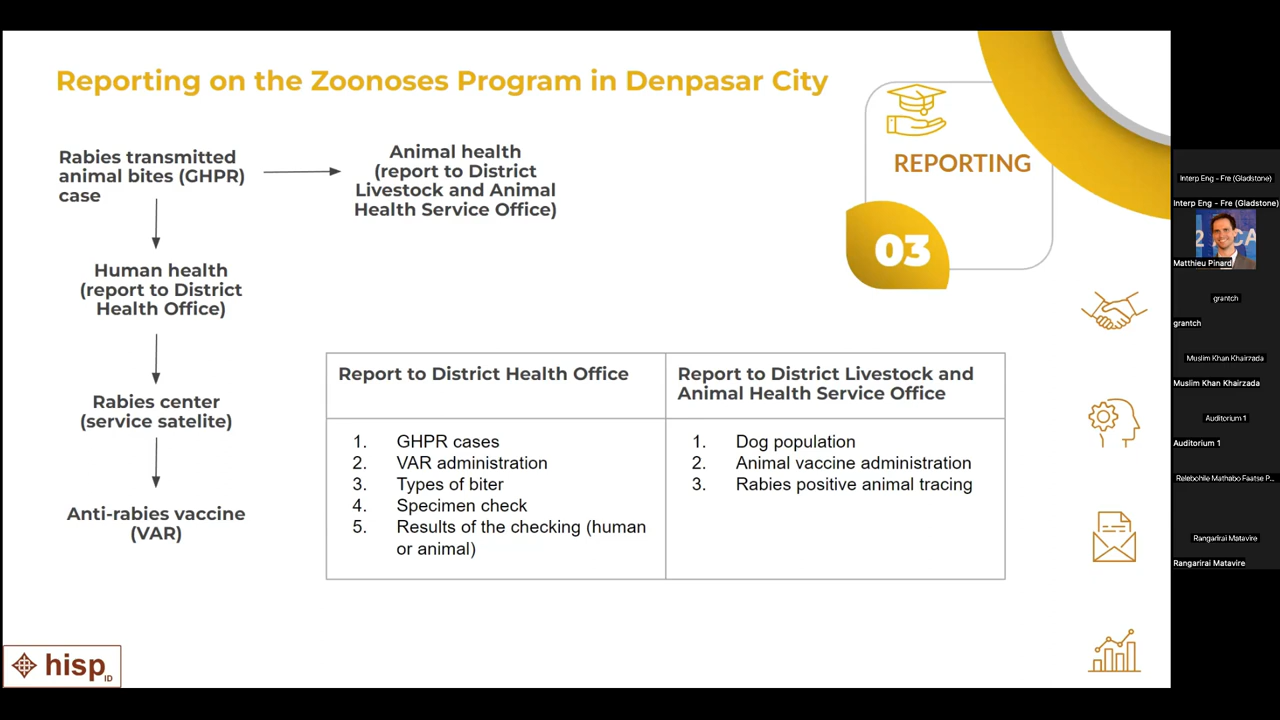 Reporting on the Zoonoses Program in Denpasar City
Rabies transmitted
animal bites (GHPR)
case
Animal health
(report to District
Livestock and Animal
Health Service Office)
Human health
(report to District
Health Office)
Rabies center
(service satelite)
Anti-rabies vaccine
(VAR)
REPORTING
03
Report to District Health Office
1. GHPR cases
2. VAR administration
3. Types of biter
4. Specimen check
5. Results of the checking (human
or animal)
Report to District Livestock and
Animal Health Service Office
1. Dog population
2. Animal vaccine administration
3. Rabies positive animal tracing
hisp
ID
Interp Eng - Fre (Gladstone)
Interp Eng - Fre (Gladstone)
2 ACA
Matthieu Pinard
grantch
grantch
Muslim Khan Khairzada
Muslim Khan Khairzada
Auditorium 1
Auditorium 1
Relebohile Mathabo Faatse P...
Rangarirai Matavire
Rangarirai Matavire